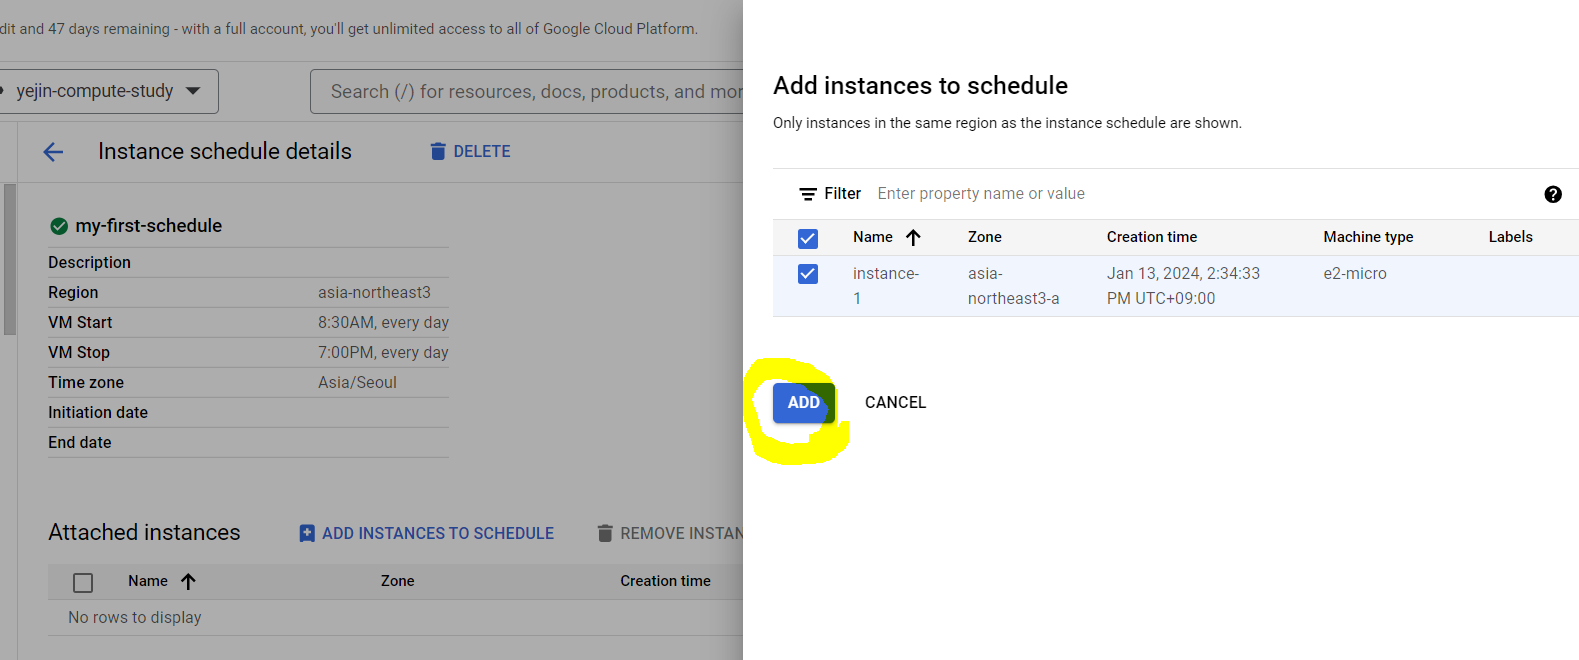 dit and 47 days remaining - with a full account, you'll get unlimited access to all of Google Cloud Platform.
yejin-compute-study
Search (/) for resources, docs, products, and mor
Instance schedule details
DELETE
my-first-schedule
Description
Region asia-northeast3
VM Start 8:30AM, every day
VM Stop 7:00PM, every day
Time zone Asia/Seoul
Initiation date
End date
Attached instances
ADD INSTANCES TO SCHEDULE
REMOVE INSTAN
Name Zone Creation time
No rows to display
Add instances to schedule
Only instances in the same region as the instance schedule are shown.
Filter Enter property name or value
Name Zone Creation time Machine type Labels
instance- asia- Jan 13, 2024, 2:34:33 e2-micro
1 northeast3-a PM UTC+09:00
ADD CANCEL